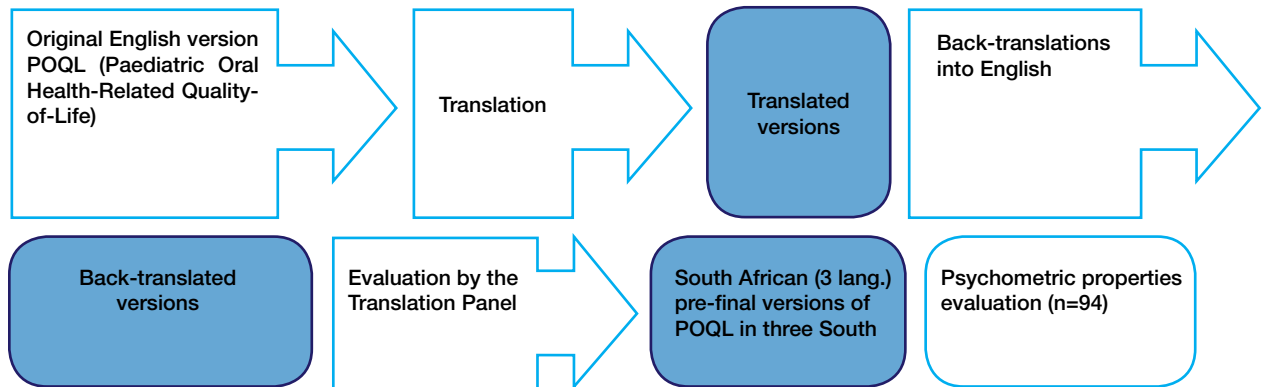 Original English version
POQL (Paediatric Oral
Health-Related Quality-
of-Life)
Translation
Translated
versions
Back-translations
into English
Back-translated
versions
Evaluation by the
Translation Panel
South African (3 lang.)
pre-final versions of
POQL in three South
Psychometric properties
evaluation (n=94)